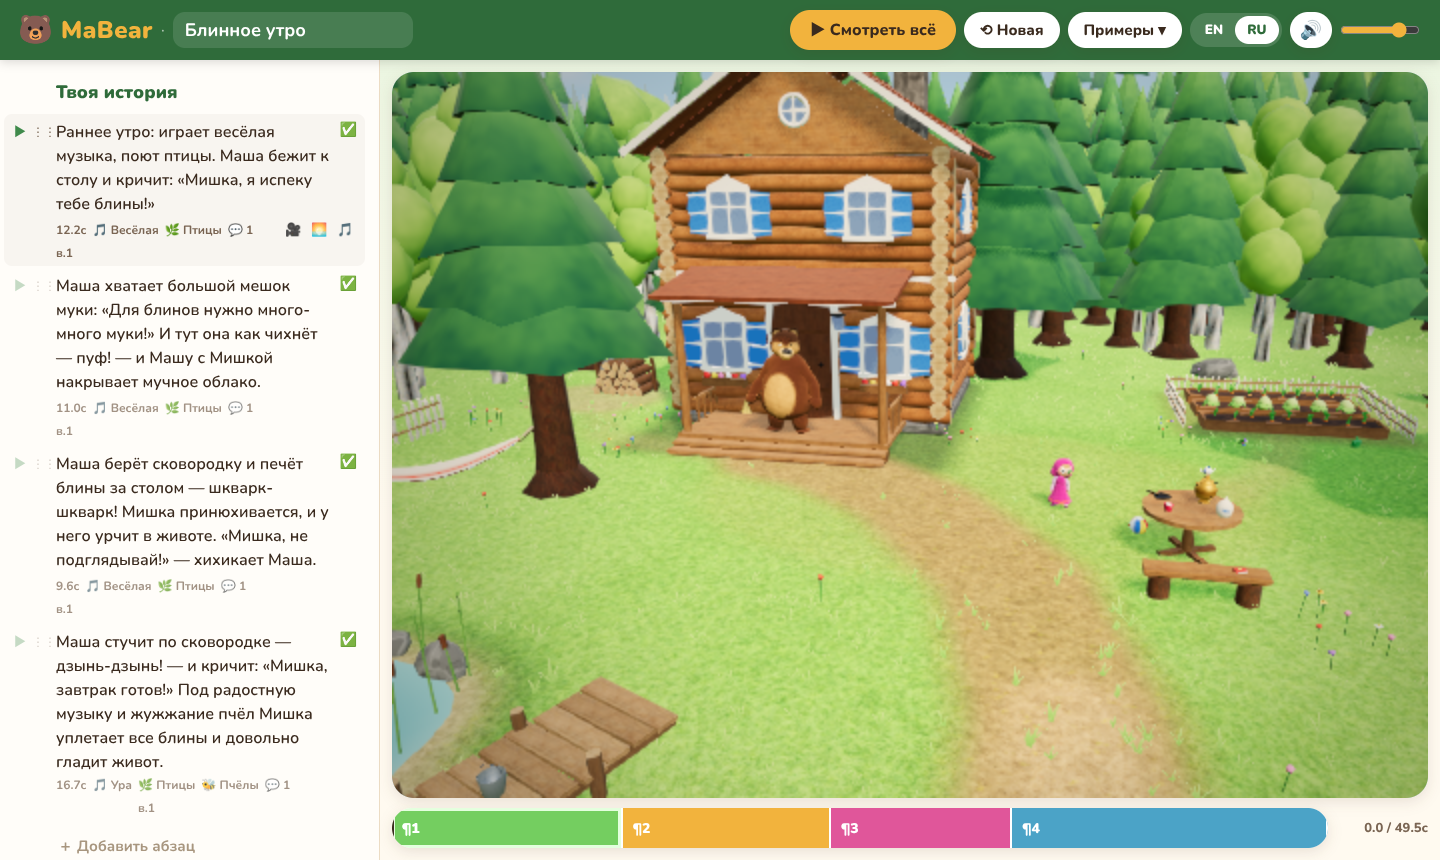 MaBear · Блинное утро
▶ Смотреть всё
⟲ Новая
Примеры ▾
EN RU
Твоя история
Раннее утро: играет весёлая
музыка, поют птицы. Маша бежит к
столу и кричит: «Мишка, я испеку
тебе блины!»
12.2с Весёлая Птицы 1
в.1
Маша хватает большой мешок
муки: «Для блинов нужно много-
много муки!» И тут она как чихнёт
— пуф! — и Машу с Мишкой
накрывает мучное облако.
11.0с Весёлая Птицы 1
в.1
Маша берёт сковородку и печёт
блины за столом — шкварк-
шкварк! Мишка принюхивается, и у
него урчит в животе. «Мишка, не
подглядывай!» — хихикает Маша.
9.6с Весёлая Птицы 1
в.1
Маша стучит по сковородке —
дзынь-дзынь! — и кричит: «Мишка,
завтрак готов!» Под радостную
музыку и жужжание пчёл Мишка
уплетает все блины и довольно
гладит живот.
16.7с Ура Птицы Пчёлы 1
в.1
+ Добавить абзац
¶1 ¶2 ¶3 ¶4
0.0 / 49.5с